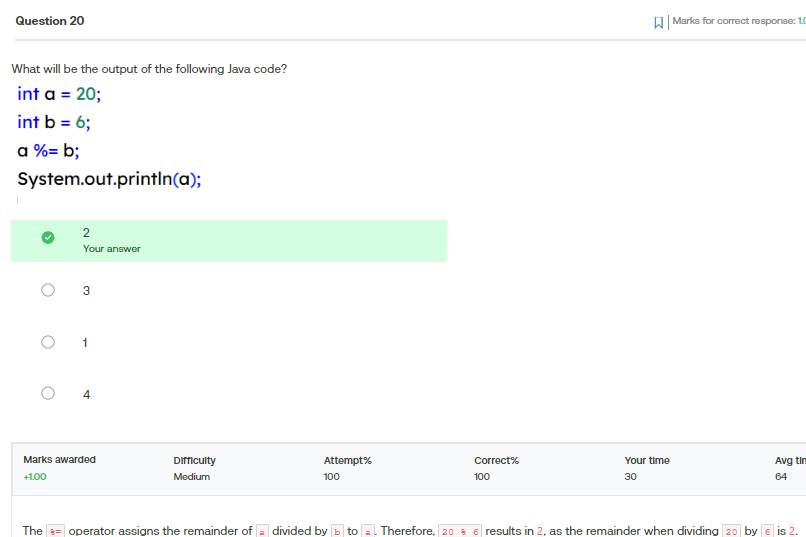 Question 20
Marks for correct response: 1.0
What will be the output of the following Java code?
int a = 20;
int b = 6;
a %= b;
System.out.println(a);
2
Your answer
3
1
4
Marks awarded Difficulty Attempt% Correct% Your time Avg tim
+1.00 Medium 100 100 30 64
The %= operator assigns the remainder of a divided by b to a. Therefore, 20 % 6 results in 2, as the remainder when dividing 20 by 6 is 2.